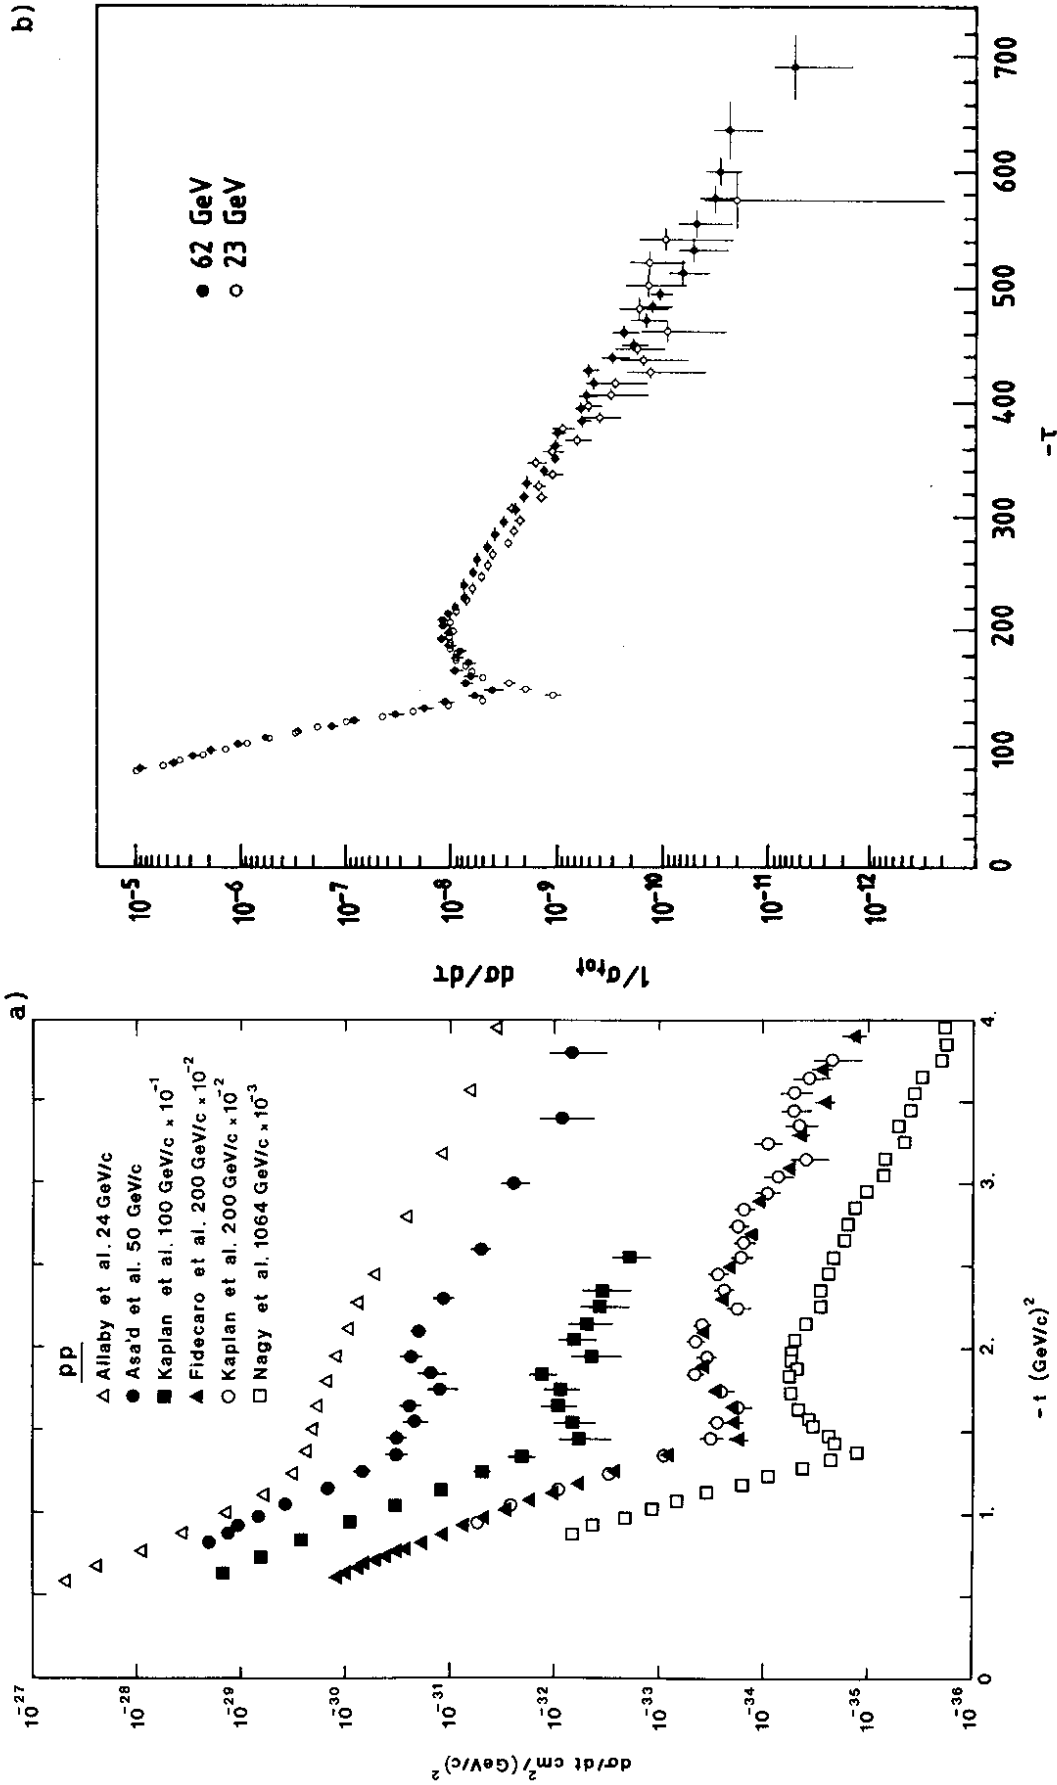 a)
10⁻²⁷
10⁻²⁸
10⁻²⁹
10⁻³⁰
10⁻³¹
10⁻³²
10⁻³³
10⁻³⁴
10⁻³⁵
10⁻³⁶
dσ/dt cm²/(GeV/c)²
pp
△ Allaby et al. 24 GeV/c
● Asa'd et al. 50 GeV/c
■ Kaplan et al. 100 GeV/c × 10⁻¹
▲ Fidecaro et al. 200 GeV/c × 10⁻²
○ Kaplan et al. 200 GeV/c × 10⁻²
□ Nagy et al. 1064 GeV/c × 10⁻³
0 1. 2. 3. 4.
-t (GeV/c)²
b)
10⁻⁵
10⁻⁶
10⁻⁷
10⁻⁸
10⁻⁹
10⁻¹⁰
10⁻¹¹
10⁻¹²
1/σtot dσ/dτ
● 62 GeV
○ 23 GeV
0 100 200 300 400 500 600 700
-τ